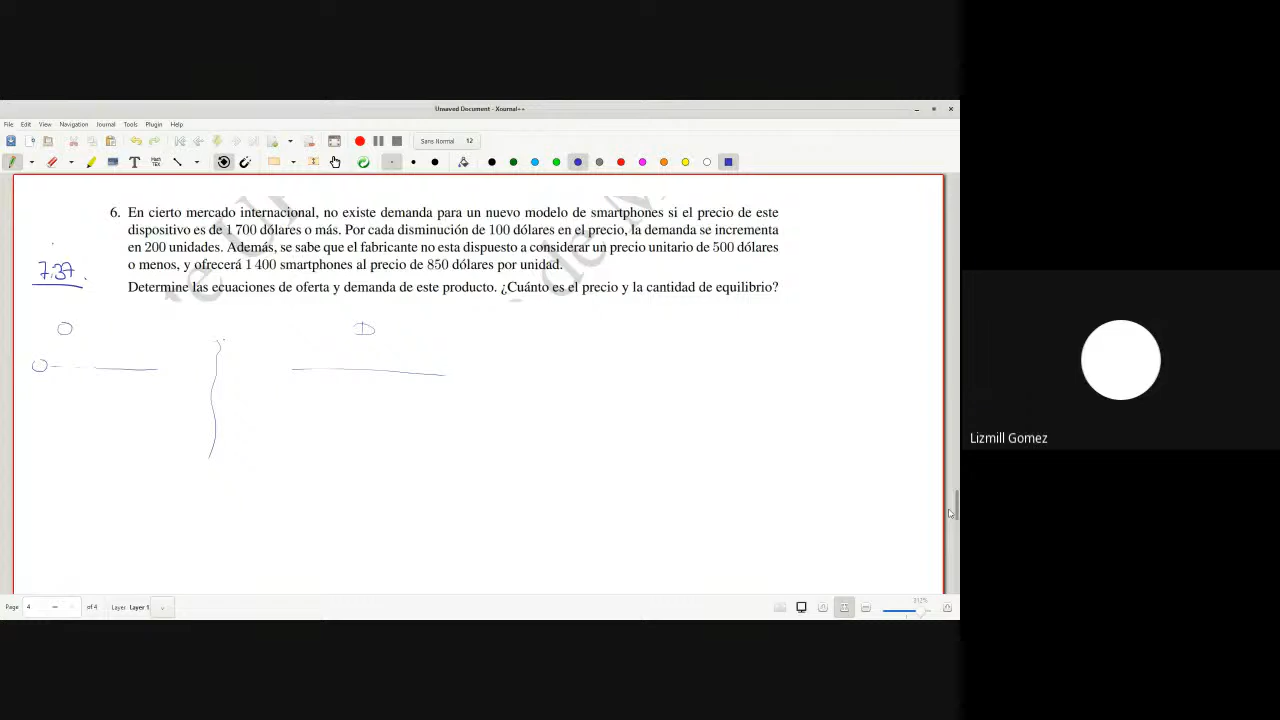 Unsaved Document - Xournal++
File Edit View Navigation Journal Tools Plugin Help
Sans Normal 12
6. En cierto mercado internacional, no existe demanda para un nuevo modelo de smartphones si el precio de este
dispositivo es de 1 700 dólares o más. Por cada disminución de 100 dólares en el precio, la demanda se incrementa
en 200 unidades. Además, se sabe que el fabricante no esta dispuesto a considerar un precio unitario de 500 dólares
o menos, y ofrecerá 1 400 smartphones al precio de 850 dólares por unidad.
Determine las ecuaciones de oferta y demanda de este producto. ¿Cuánto es el precio y la cantidad de equilibrio?
7:37
O D
O
Page 4 of 4 Layer Layer 1
312%
Lizmill Gomez